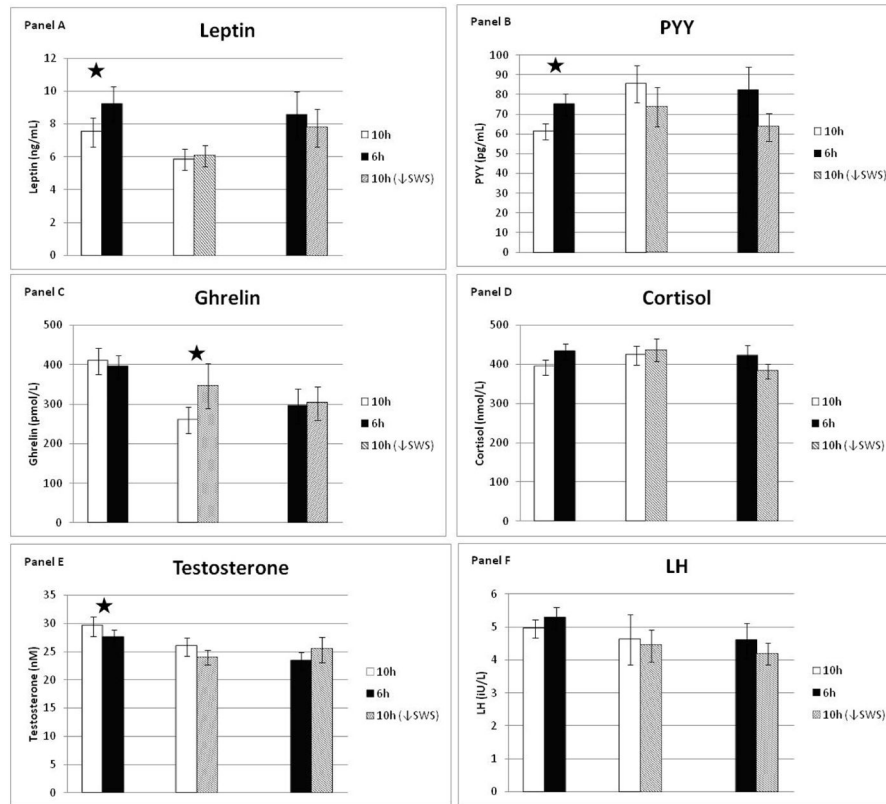 Panel A
Leptin
12
10
8
6
4
2
0
Leptin (ng/mL)
10h
6h
10h (↓SWS)
Panel B
PYY
100
90
80
70
60
50
40
30
20
10
0
PYY (pg/mL)
10h
6h
10h (↓SWS)
Panel C
Ghrelin
500
400
300
200
100
0
Ghrelin (pmol/L)
10h
6h
10h (↓SWS)
Panel D
Cortisol
500
400
300
200
100
0
Cortisol (nmol/L)
10h
6h
10h (↓SWS)
Panel E
Testosterone
35
30
25
20
15
10
5
0
Testosterone (nM)
10h
6h
10h (↓SWS)
Panel F
LH
6
5
4
3
2
1
0
LH (iU/L)
10h
6h
10h (↓SWS)